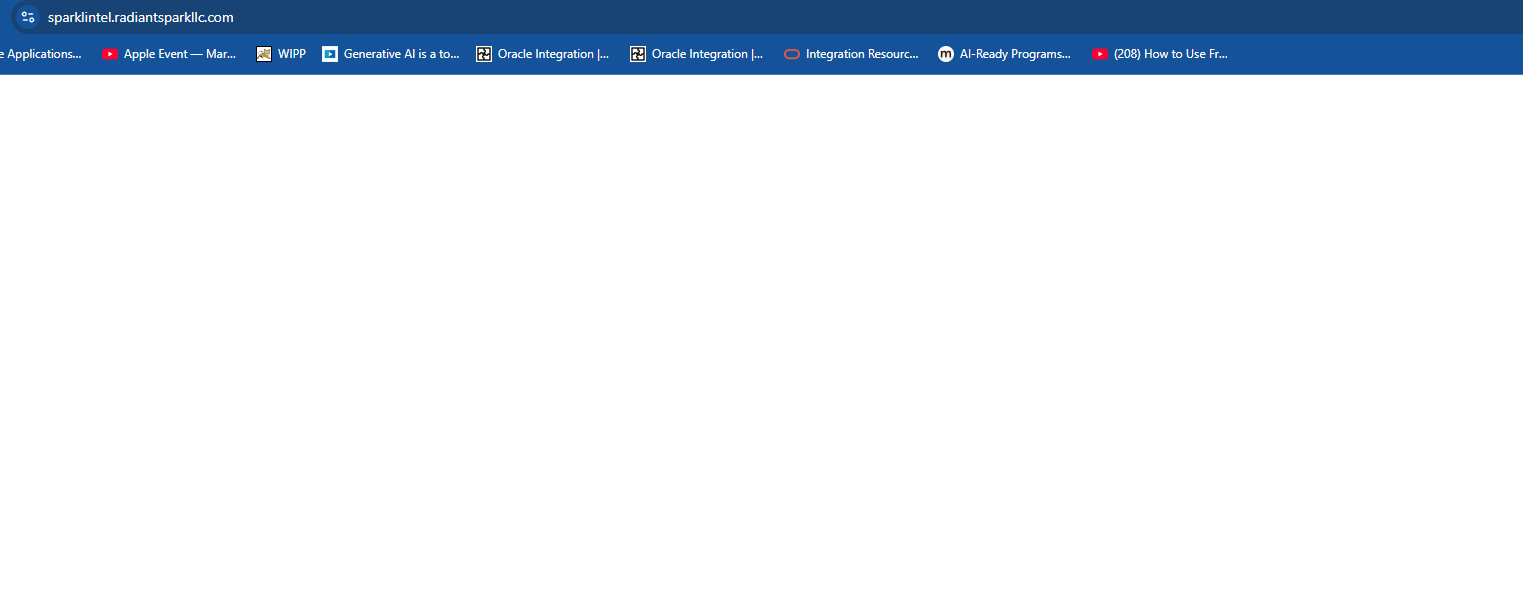 sparklintel.radiantsparkllc.com
e Applications... Apple Event — Mar... WIPP Generative AI is a to... Oracle Integration |... Oracle Integration |... Integration Resourc... m AI-Ready Programs... (208) How to Use Fr...